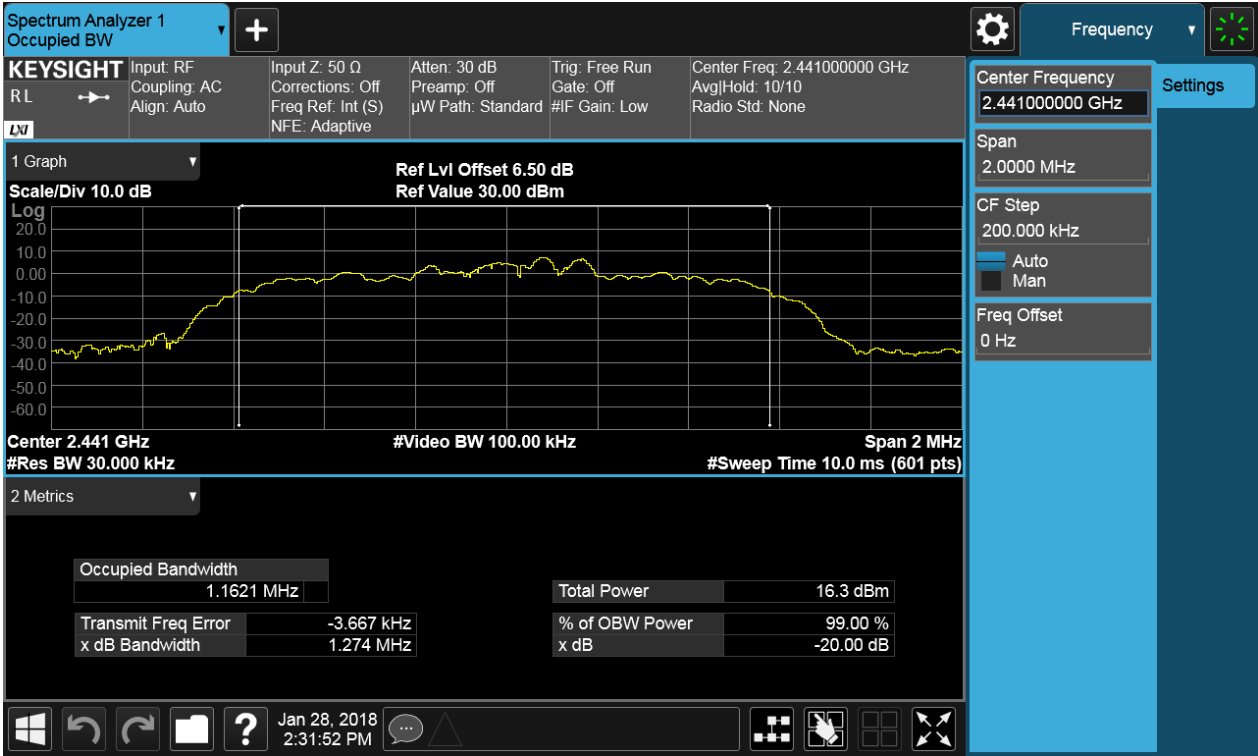 Spectrum Analyzer 1
Occupied BW
+
Frequency
KEYSIGHT
R L
LXI
Input: RF
Coupling: AC
Align: Auto
Input Z: 50 Ω
Corrections: Off
Freq Ref: Int (S)
NFE: Adaptive
Atten: 30 dB
Preamp: Off
µW Path: Standard
Trig: Free Run
Gate: Off
#IF Gain: Low
Center Freq: 2.441000000 GHz
Avg|Hold: 10/10
Radio Std: None
Center Frequency
2.441000000 GHz
Settings
Span
2.0000 MHz
CF Step
200.000 kHz
Auto
Man
Freq Offset
0 Hz
1 Graph
Scale/Div 10.0 dB
Ref Lvl Offset 6.50 dB
Ref Value 30.00 dBm
Log
20.0
10.0
0.00
-10.0
-20.0
-30.0
-40.0
-50.0
-60.0
Center 2.441 GHz
#Video BW 100.00 kHz
Span 2 MHz
#Res BW 30.000 kHz
#Sweep Time 10.0 ms (601 pts)
2 Metrics
Occupied Bandwidth
1.1621 MHz
Total Power 16.3 dBm
Transmit Freq Error -3.667 kHz
% of OBW Power 99.00 %
x dB Bandwidth 1.274 MHz
x dB -20.00 dB
?
Jan 28, 2018
2:31:52 PM